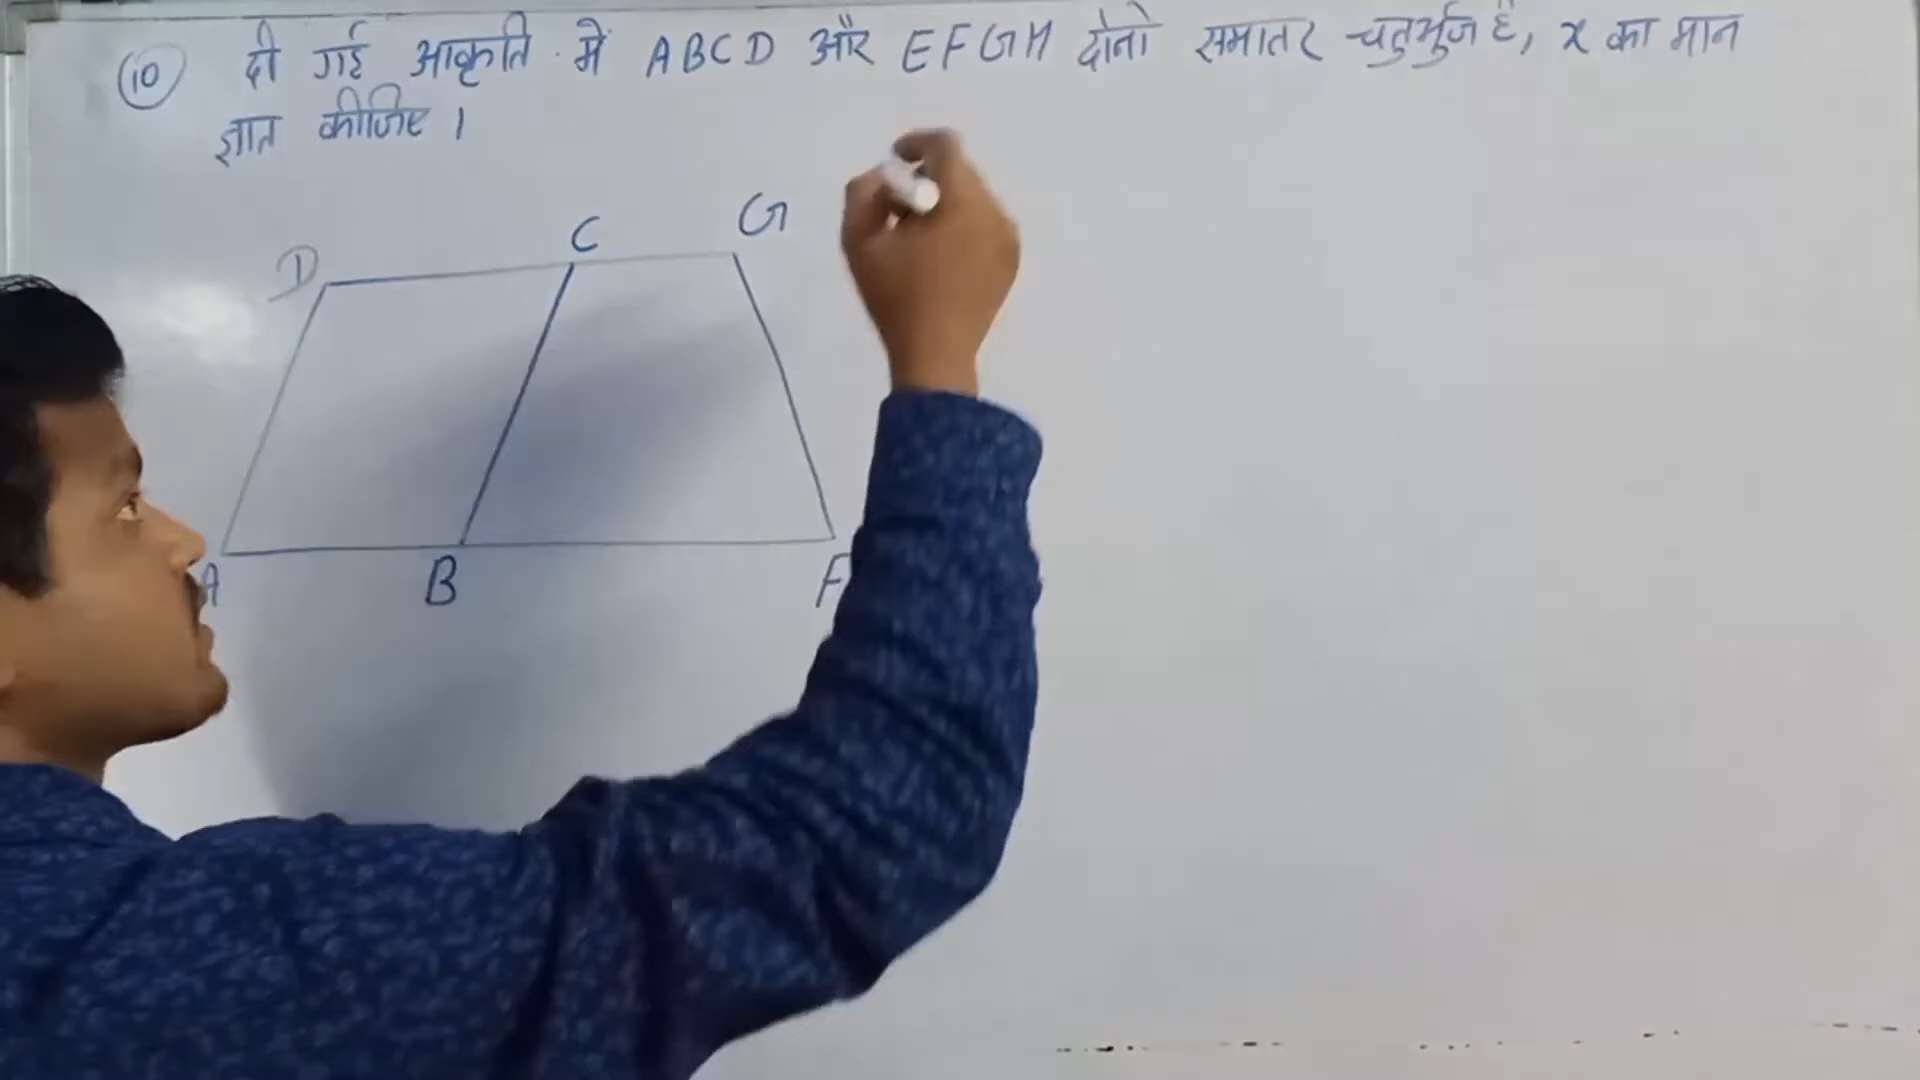 (10) दी गई आकृति में ABCD और EFGH दोनो समातर चतुर्भुज है, x का मान
ज्ञात कीजिए।
D C G
A B F